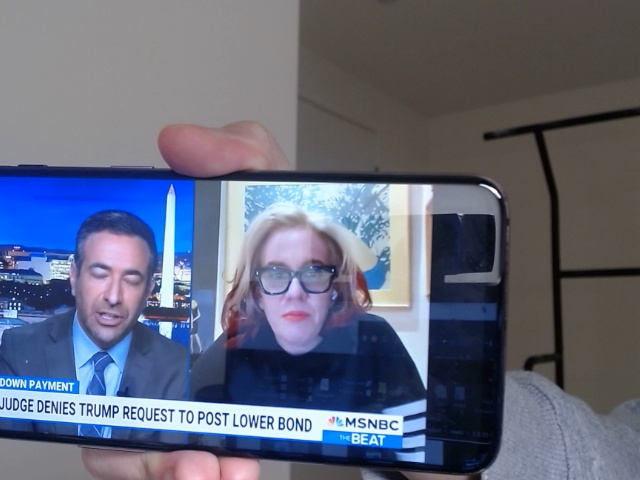 DOWN PAYMENT
JUDGE DENIES TRUMP REQUEST TO POST LOWER BOND
MSNBC
THE BEAT